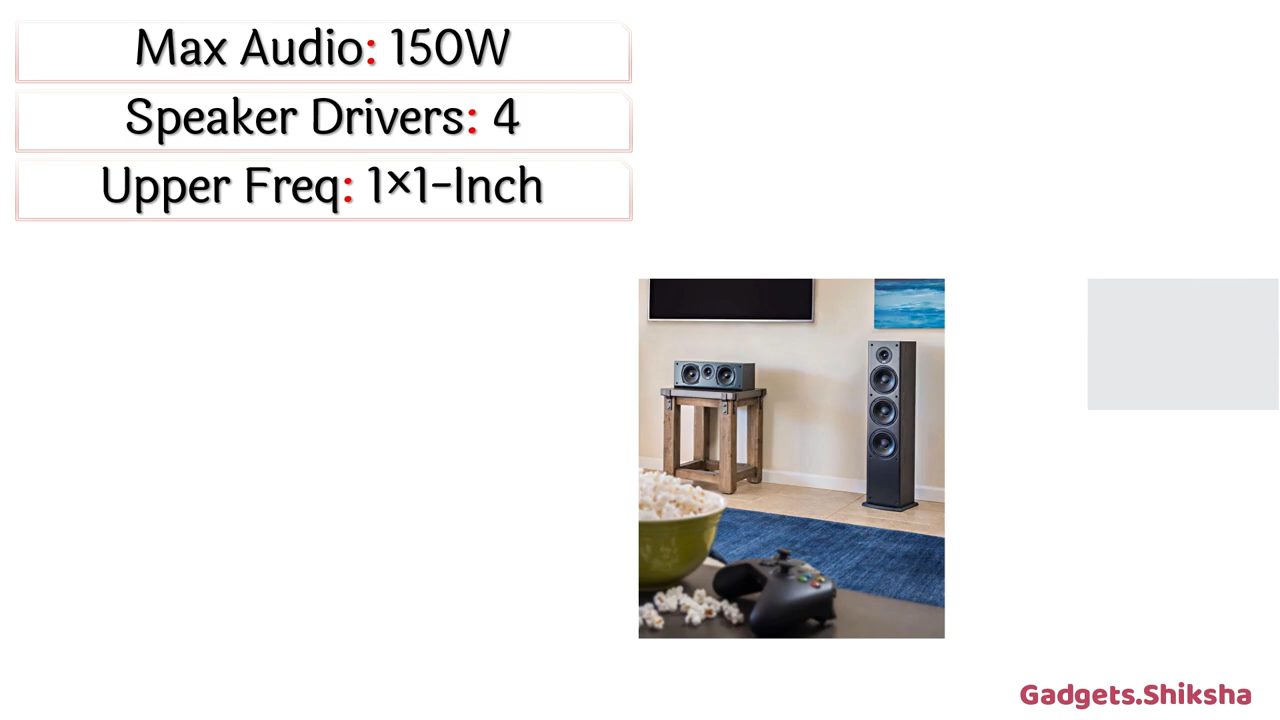 Max Audio: 150W
Speaker Drivers: 4
Upper Freq: 1×1-Inch
Gadgets.Shiksha